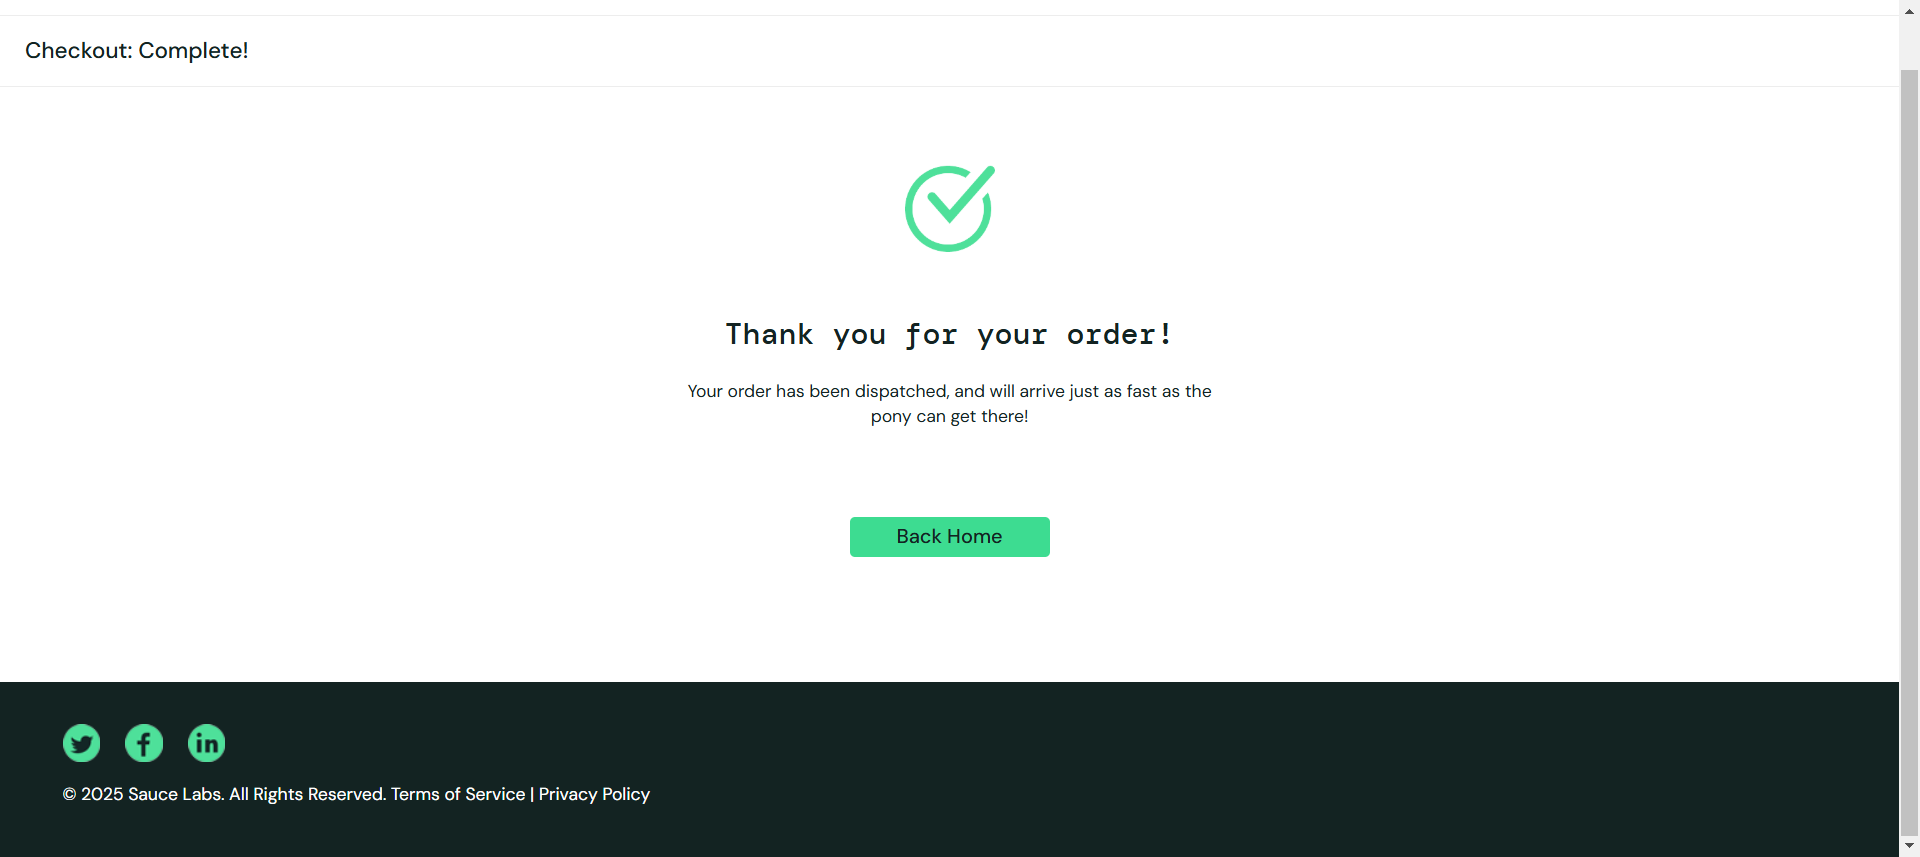 Checkout: Complete!
Thank you for your order!
Your order has been dispatched, and will arrive just as fast as the
pony can get there!
Back Home
© 2025 Sauce Labs. All Rights Reserved. Terms of Service | Privacy Policy